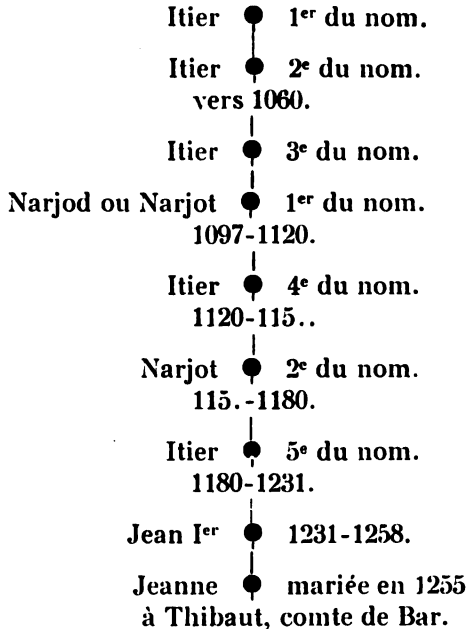 Itier 1er du nom.
Itier 2e du nom.
vers 1060.
Itier 3e du nom.
Narjod ou Narjot 1er du nom.
1097-1120.
Itier 4e du nom.
1120-115..
Narjot 2e du nom.
115.-1180.
Itier 5e du nom.
1180-1231.
Jean Ier 1231-1258.
Jeanne mariée en 1255
à Thibaut, comte de Bar.